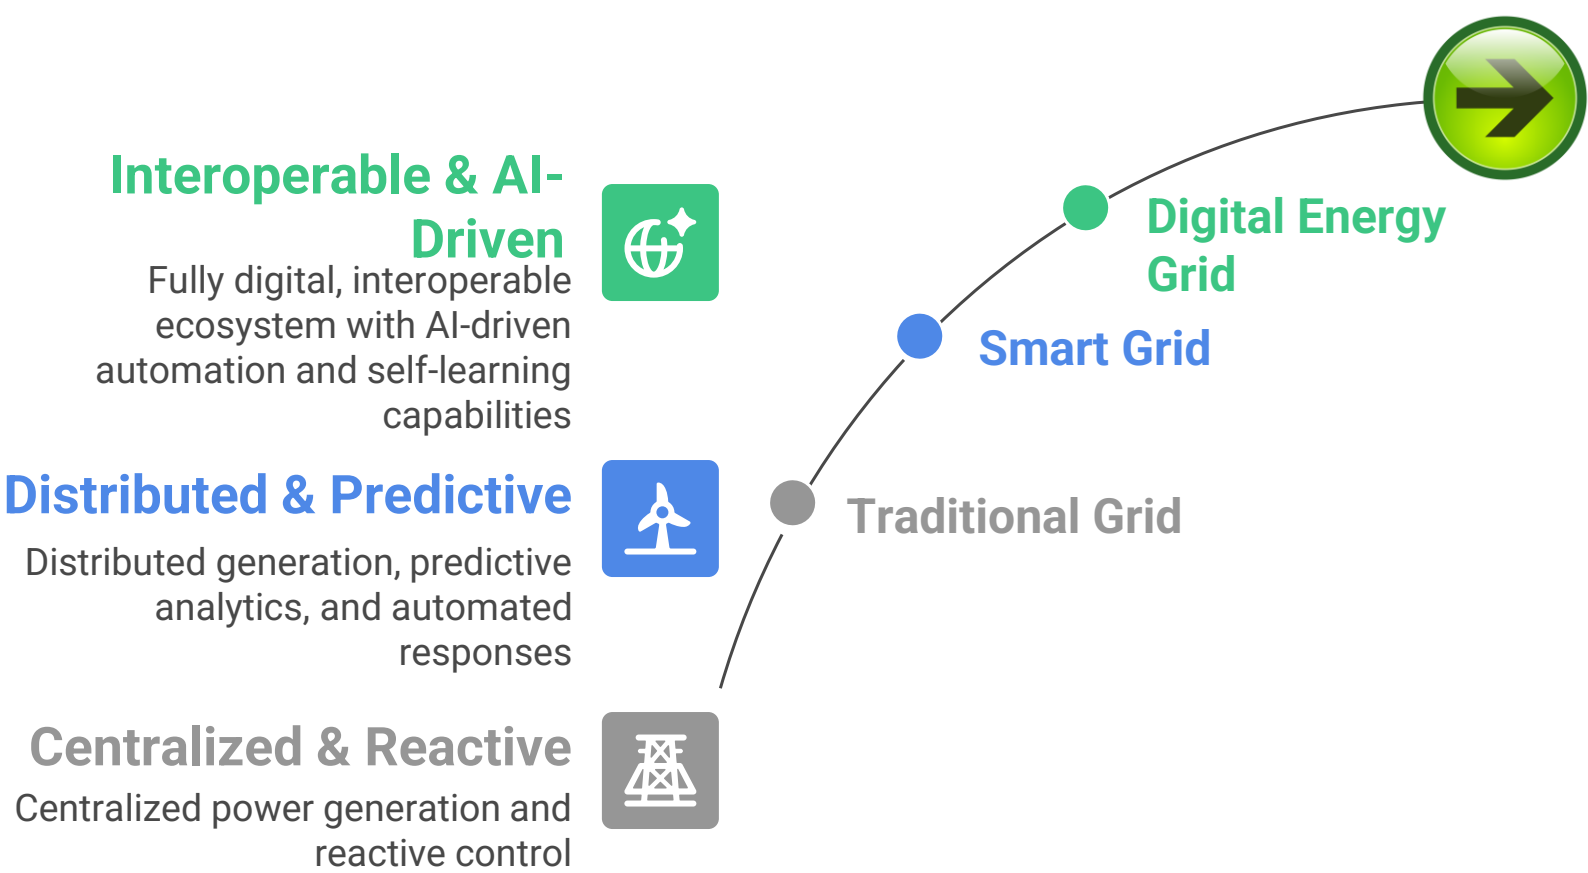 Interoperable & AI-
Driven
Fully digital, interoperable
ecosystem with AI-driven
automation and self-learning
capabilities
Distributed & Predictive
Distributed generation, predictive
analytics, and automated
responses
Centralized & Reactive
Centralized power generation and
reactive control
Digital Energy
Grid
Smart Grid
Traditional Grid